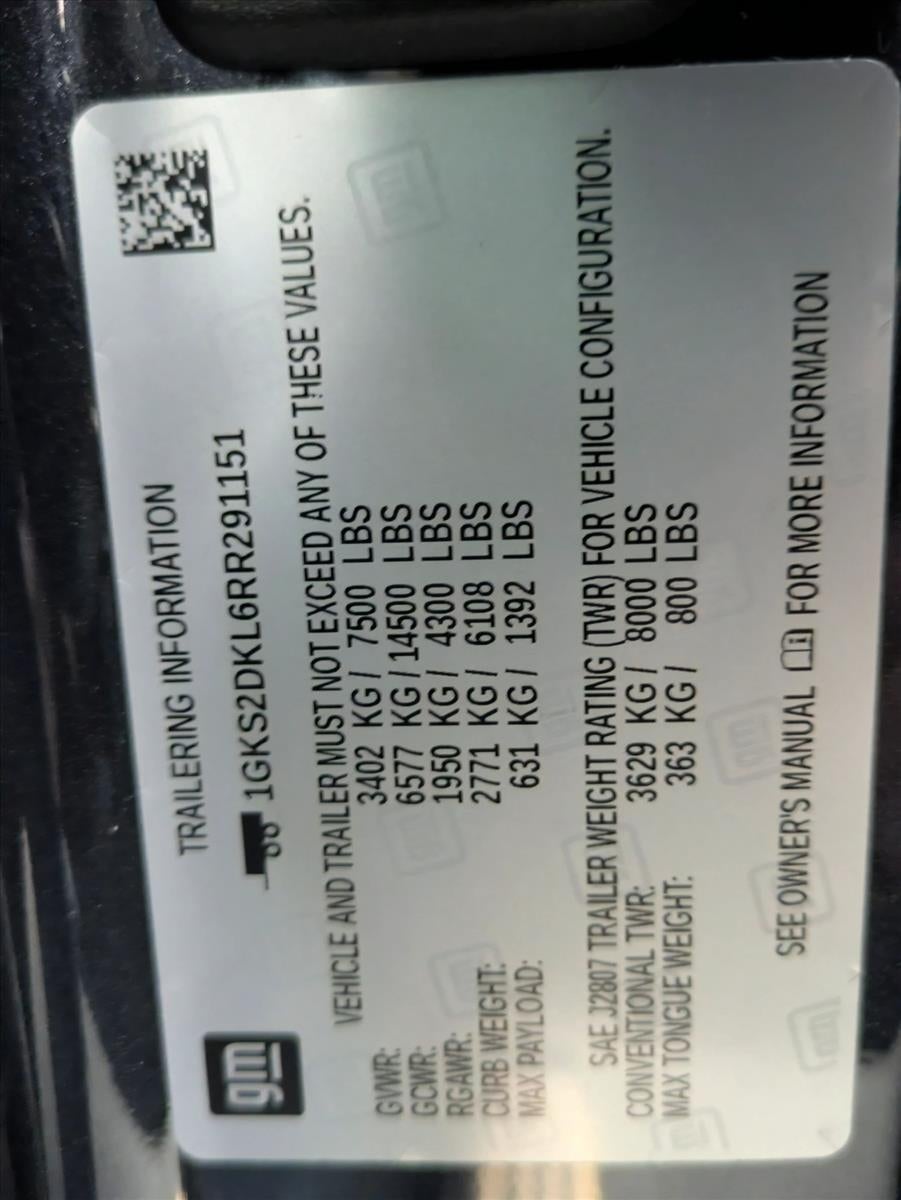 gm
TRAILERING INFORMATION
1GKS2DKL6RR291151
VEHICLE AND TRAILER MUST NOT EXCEED ANY OF THESE VALUES.
GVWR: 3402 KG / 7500 LBS
GCWR: 6577 KG / 14500 LBS
RGAWR: 1950 KG / 4300 LBS
CURB WEIGHT: 2771 KG / 6108 LBS
MAX PAYLOAD: 631 KG / 1392 LBS
SAE J2807 TRAILER WEIGHT RATING (TWR) FOR VEHICLE CONFIGURATION.
CONVENTIONAL TWR: 3629 KG / 8000 LBS
MAX TONGUE WEIGHT: 363 KG / 800 LBS
SEE OWNER'S MANUAL FOR MORE INFORMATION